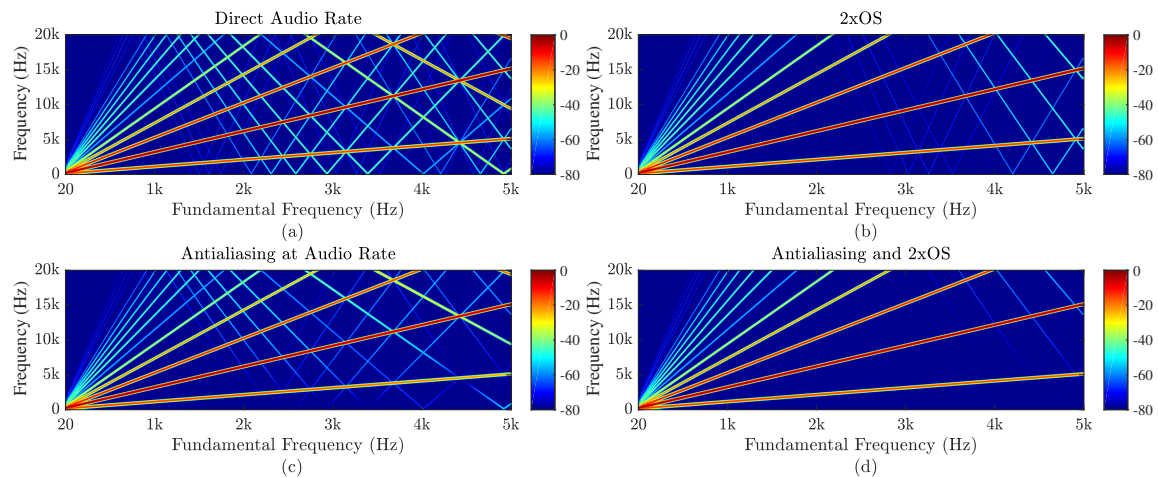 Direct Audio Rate
20k
15k
10k
5k
0
Frequency (Hz)
20 1k 2k 3k 4k 5k
Fundamental Frequency (Hz)
0
-20
-40
-60
-80
(a)
2xOS
20k
15k
10k
5k
0
Frequency (Hz)
20 1k 2k 3k 4k 5k
Fundamental Frequency (Hz)
0
-20
-40
-60
-80
(b)
Antialiasing at Audio Rate
20k
15k
10k
5k
0
Frequency (Hz)
20 1k 2k 3k 4k 5k
Fundamental Frequency (Hz)
0
-20
-40
-60
-80
(c)
Antialiasing and 2xOS
20k
15k
10k
5k
0
Frequency (Hz)
20 1k 2k 3k 4k 5k
Fundamental Frequency (Hz)
0
-20
-40
-60
-80
(d)